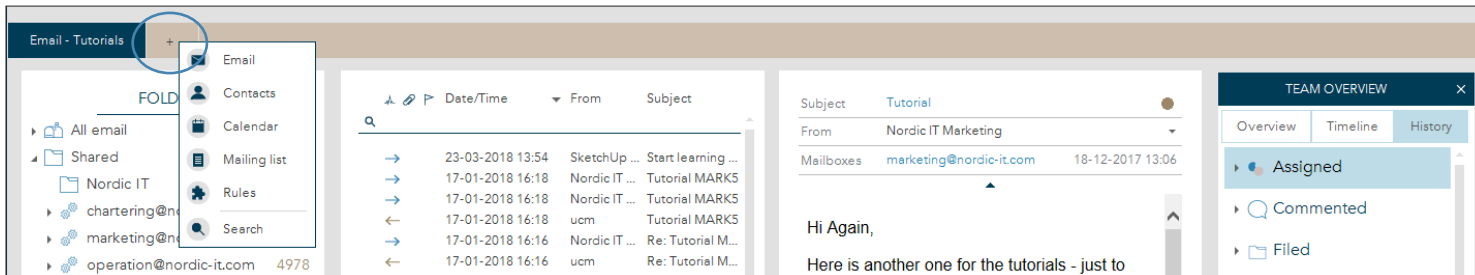 Email - Tutorials +
Email
Contacts
Calendar
Mailing list
Rules
Search
FOLD
All email
Shared
Nordic IT
chartering@no
marketing@no
operation@nordic-it.com 4978
Date/Time From Subject
23-03-2018 13:54 SketchUp ... Start learning ...
17-01-2018 16:18 Nordic IT ... Tutorial MARK5
17-01-2018 16:18 Nordic IT ... Tutorial MARK5
17-01-2018 16:18 ucm Tutorial MARK5
17-01-2018 16:16 Nordic IT ... Re: Tutorial M...
17-01-2018 16:16 ucm Re: Tutorial M...
Subject Tutorial
From Nordic IT Marketing
Mailboxes marketing@nordic-it.com 18-12-2017 13:06
Hi Again,
Here is another one for the tutorials - just to
TEAM OVERVIEW ×
Overview Timeline History
Assigned
Commented
Filed